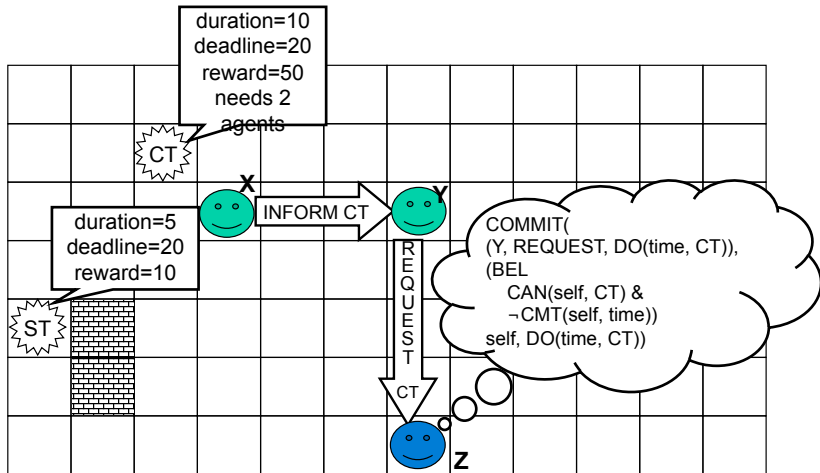 duration=10
deadline=20
reward=50
needs 2
agents
CT
X
INFORM CT
Y
duration=5
deadline=20
reward=10
ST
REQUEST
CT
Z
COMMIT(
(Y, REQUEST, DO(time, CT)),
(BEL
CAN(self, CT) &
¬CMT(self, time))
self, DO(time, CT))